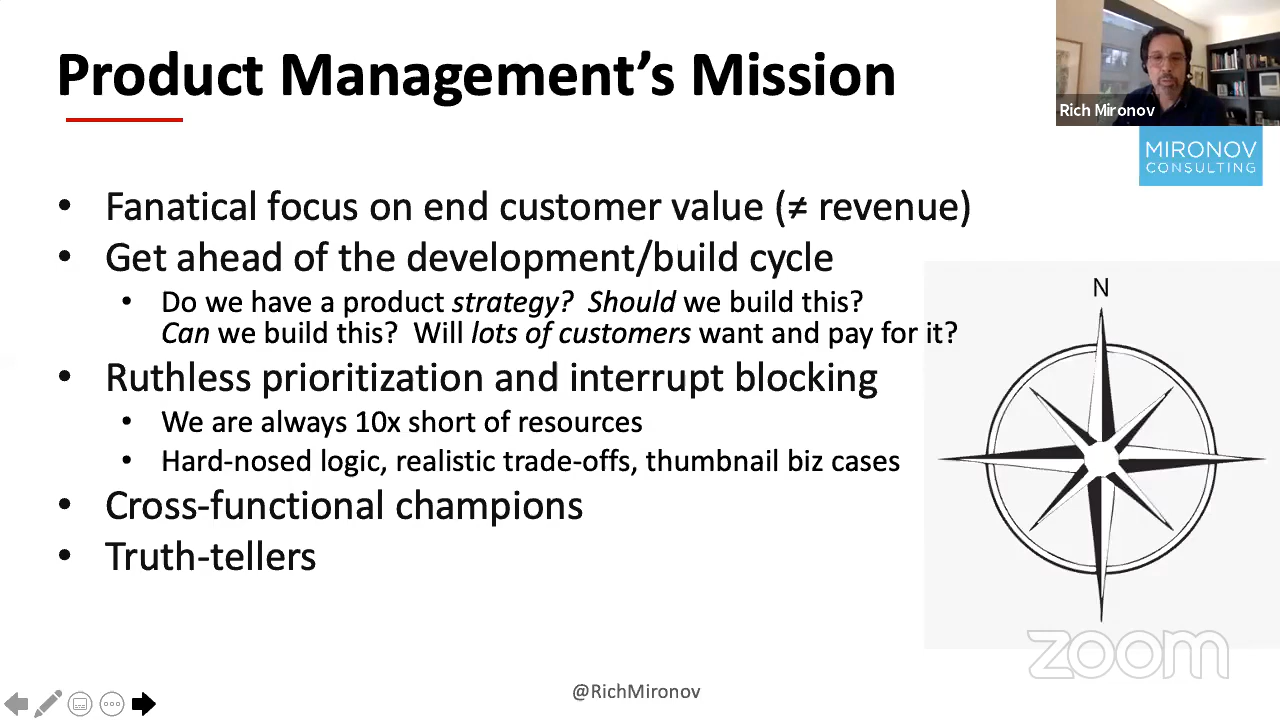 Product Management’s Mission
Rich Mironov
MIRONOV
CONSULTING
• Fanatical focus on end customer value (≠ revenue)
• Get ahead of the development/build cycle
• Do we have a product strategy? Should we build this?
Can we build this? Will lots of customers want and pay for it?
• Ruthless prioritization and interrupt blocking
• We are always 10x short of resources
• Hard-nosed logic, realistic trade-offs, thumbnail biz cases
• Cross-functional champions
• Truth-tellers
N
zoom
@RichMironov